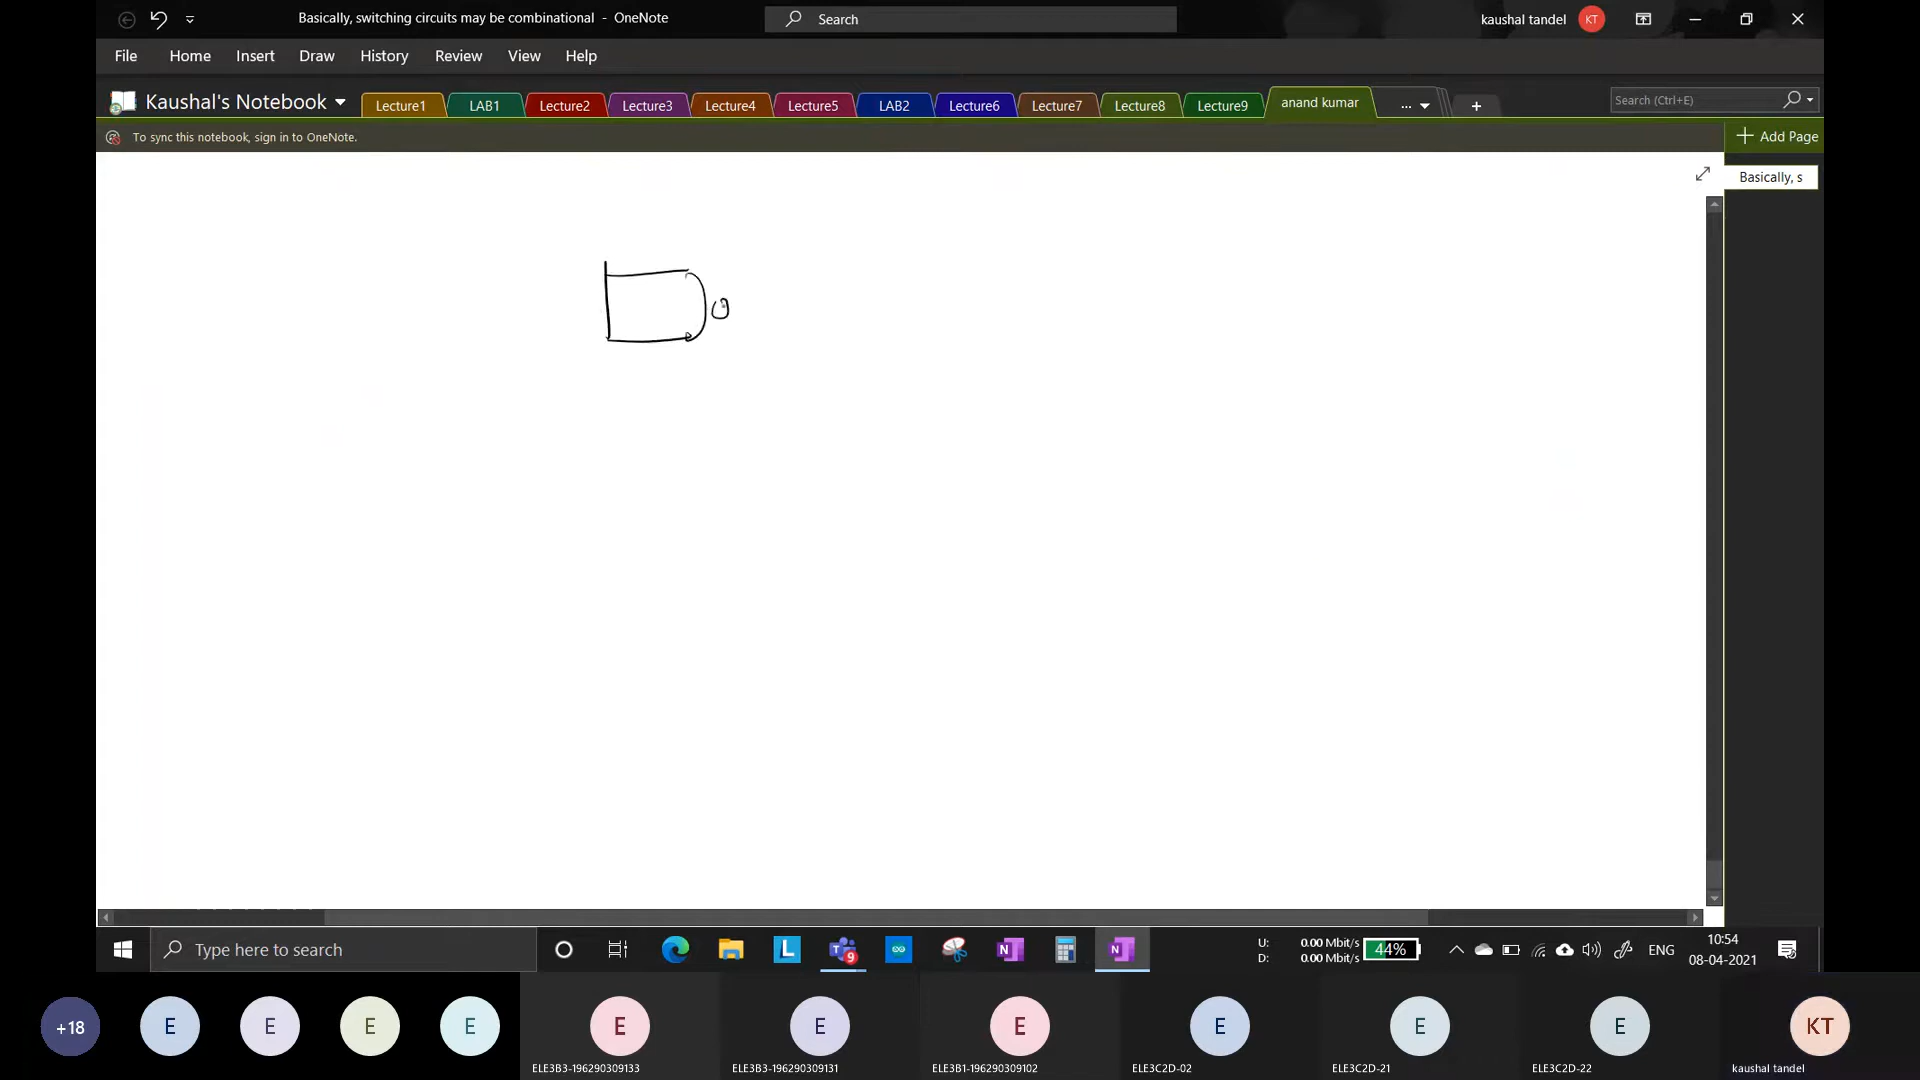 Basically, switching circuits may be combinational - OneNote
Search
kaushal tandel
KT
File Home Insert Draw History Review View Help
Kaushal's Notebook
Lecture1 LAB1 Lecture2 Lecture3 Lecture4 Lecture5 LAB2 Lecture6 Lecture7 Lecture8 Lecture9 anand kumar ... +
Search (Ctrl+E)
To sync this notebook, sign in to OneNote.
+ Add Page
Basically, s
Type here to search
L
T
9
N
N
U: 0.00 Mbit/s
D: 0.00 Mbit/s
44%
ENG
10:54
08-04-2021
+18
E E E E E E E E E E
KT
ELE3B3-196290309133
ELE3B3-196290309131
ELE3B1-196290309102
ELE3C2D-02
ELE3C2D-21
ELE3C2D-22
kaushal tandel